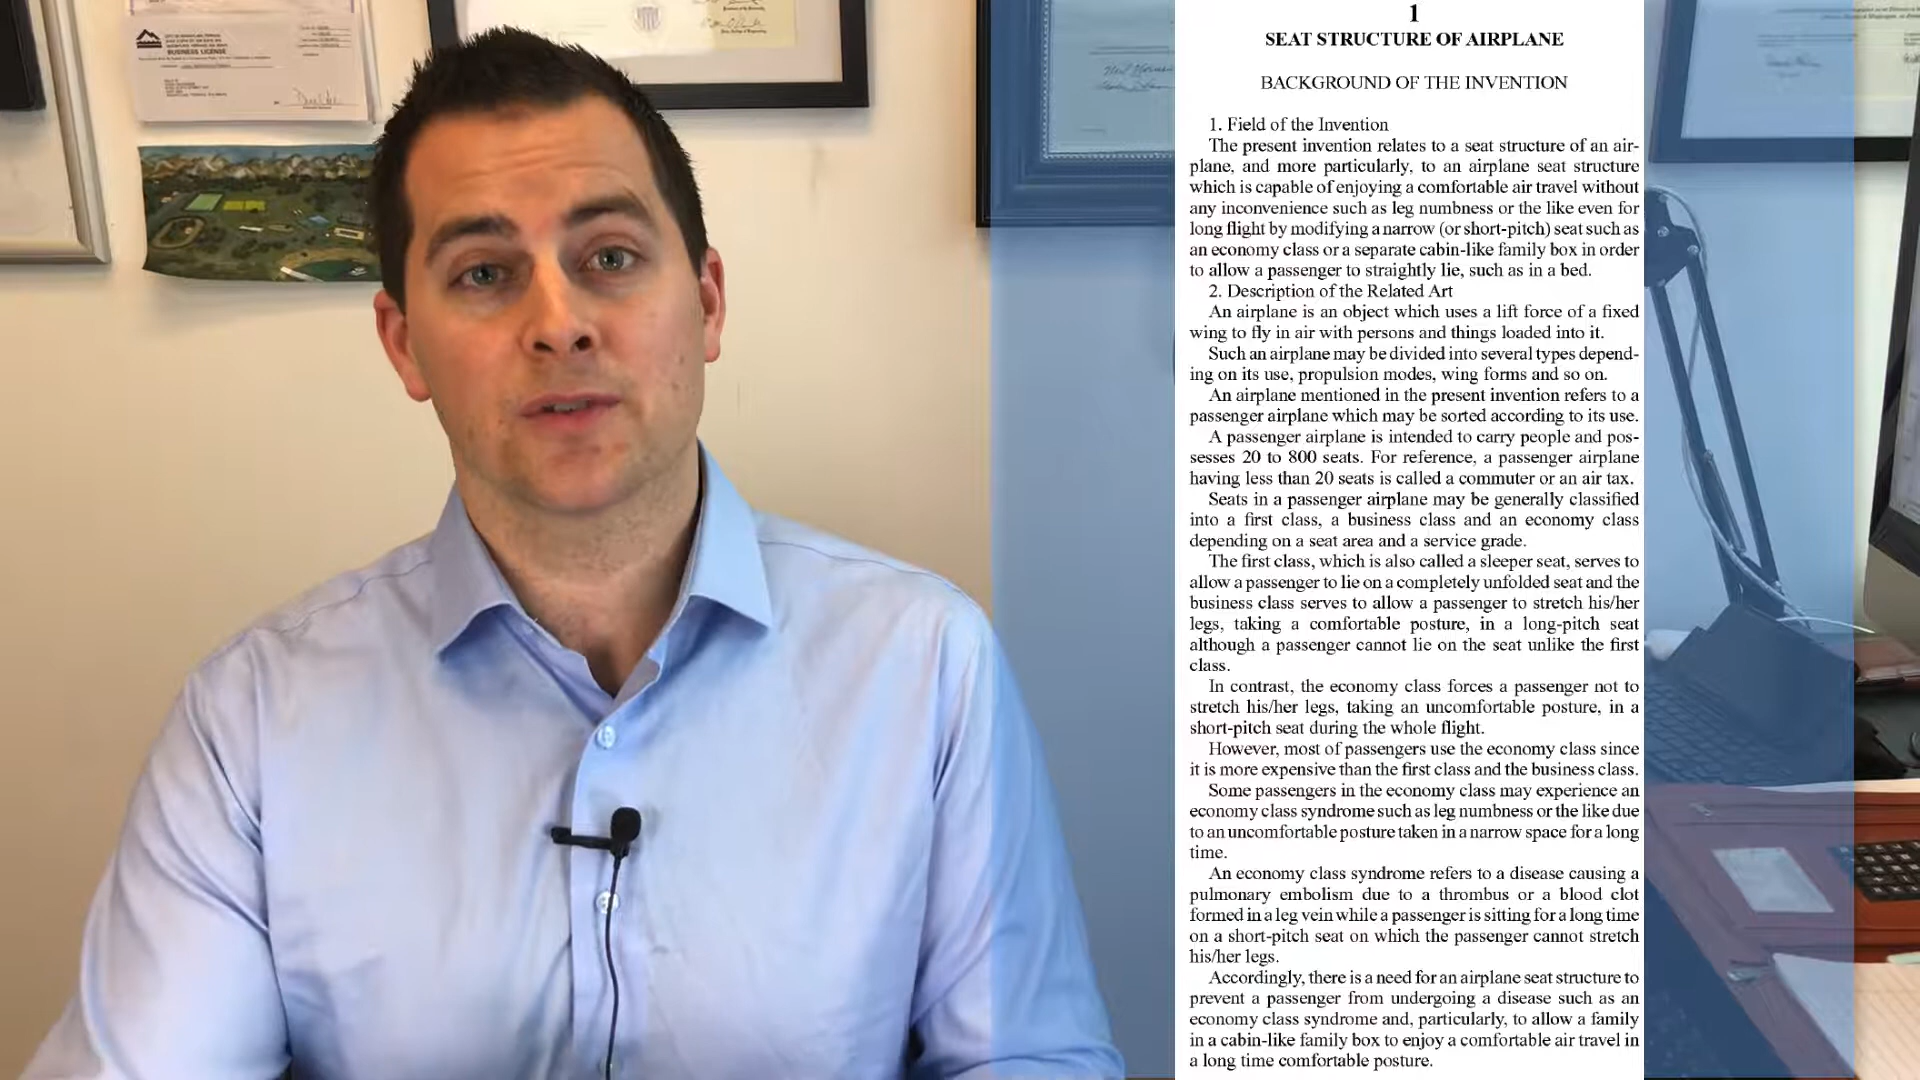 BUSINESS LICENSE
1
SEAT STRUCTURE OF AIRPLANE
BACKGROUND OF THE INVENTION
1. Field of the Invention
The present invention relates to a seat structure of an air-
plane, and more particularly, to an airplane seat structure
which is capable of enjoying a comfortable air travel without
any inconvenience such as leg numbness or the like even for
long flight by modifying a narrow (or short-pitch) seat such as
an economy class or a separate cabin-like family box in order
to allow a passenger to straightly lie, such as in a bed.
2. Description of the Related Art
An airplane is an object which uses a lift force of a fixed
wing to fly in air with persons and things loaded into it.
Such an airplane may be divided into several types depend-
ing on its use, propulsion modes, wing forms and so on.
An airplane mentioned in the present invention refers to a
passenger airplane which may be sorted according to its use.
A passenger airplane is intended to carry people and pos-
sesses 20 to 800 seats. For reference, a passenger airplane
having less than 20 seats is called a commuter or an air tax.
Seats in a passenger airplane may be generally classified
into a first class, a business class and an economy class
depending on a seat area and a service grade.
The first class, which is also called a sleeper seat, serves to
allow a passenger to lie on a completely unfolded seat and the
business class serves to allow a passenger to stretch his/her
legs, taking a comfortable posture, in a long-pitch seat
although a passenger cannot lie on the seat unlike the first
class.
In contrast, the economy class forces a passenger not to
stretch his/her legs, taking an uncomfortable posture, in a
short-pitch seat during the whole flight.
However, most of passengers use the economy class since
it is more expensive than the first class and the business class.
Some passengers in the economy class may experience an
economy class syndrome such as leg numbness or the like due
to an uncomfortable posture taken in a narrow space for a long
time.
An economy class syndrome refers to a disease causing a
pulmonary embolism due to a thrombus or a blood clot
formed in a leg vein while a passenger is sitting for a long time
on a short-pitch seat on which the passenger cannot stretch
his/her legs.
Accordingly, there is a need for an airplane seat structure to
prevent a passenger from undergoing a disease such as an
economy class syndrome and, particularly, to allow a family
in a cabin-like family box to enjoy a comfortable air travel in
a long time comfortable posture.